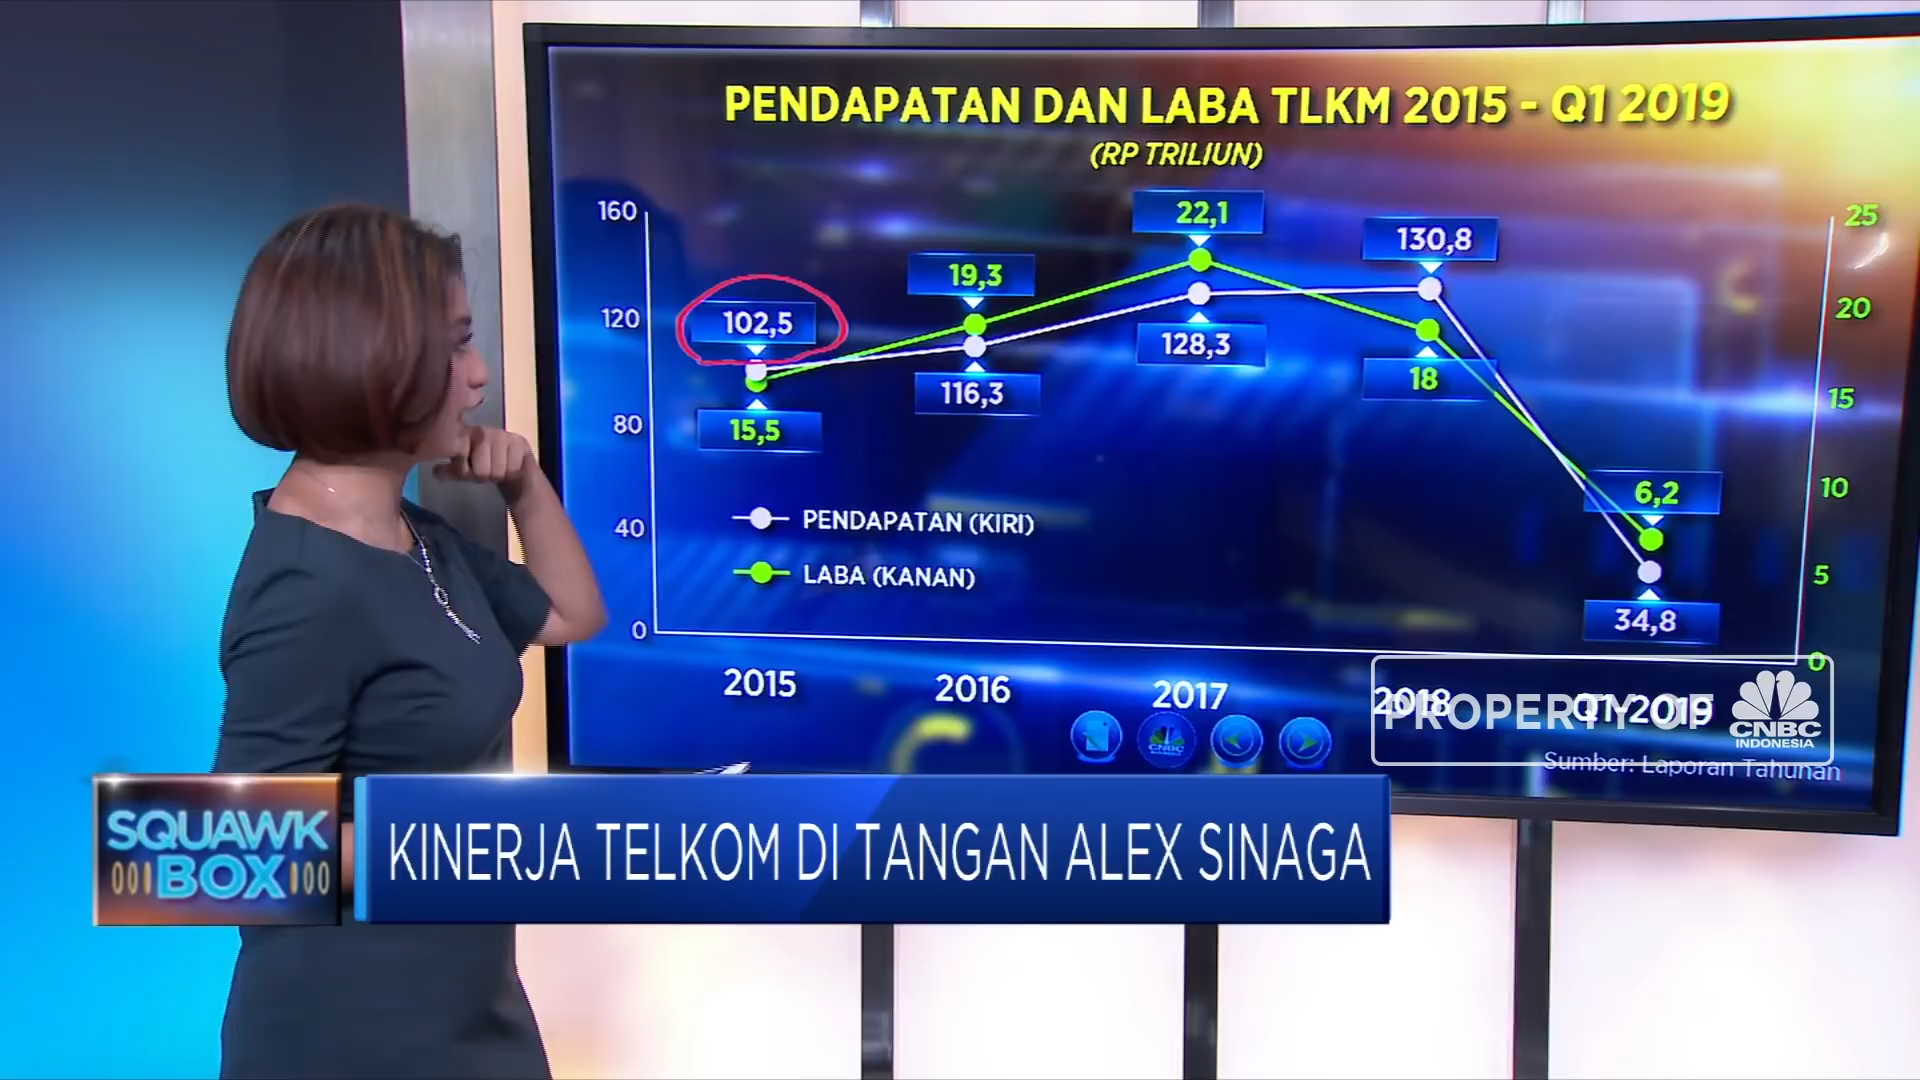 PENDAPATAN DAN LABA TLKM 2015 - Q1 2019
(RP TRILIUN)
160
120
80
40
0
25
20
15
10
5
0
102,5
15,5
19,3
116,3
22,1
128,3
130,8
18
6,2
34,8
PENDAPATAN (KIRI)
LABA (KANAN)
2015
2016
2017
2018
Q1 2019
CNBC
PROPERTY OF
CNBC
INDONESIA
Sumber: Laporan Tahunan
SQUAWK
BOX
KINERJA TELKOM DI TANGAN ALEX SINAGA